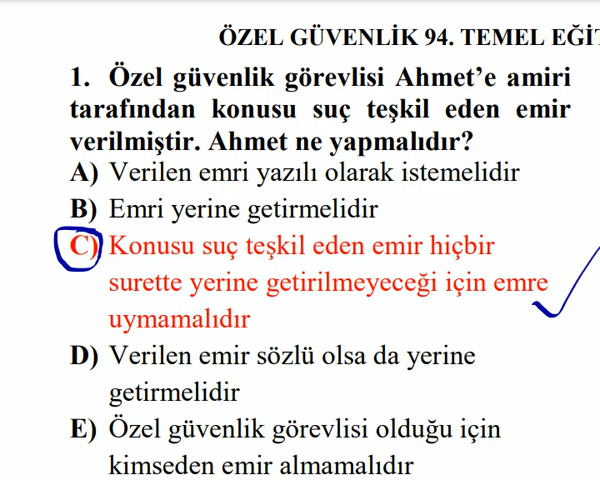 ÖZEL GÜVENLİK 94. TEMEL
1. Özel güvenlik görevlisi Ahmet’e amiri
tarafından konusu suç teşkil eden emir
verilmiştir. Ahmet ne yapmalıdır?
A) Verilen emri yazılı olarak istemelidir
B) Emri yerine getirmelidir
C) Konusu suç teşkil eden emir hiçbir
surette yerine getirilmeyeceği için emre
uymamalıdır
D) Verilen emir sözlü olsa da yerine
getirmelidir
E) Özel güvenlik görevlisi olduğu için
kimseden emir almamalıdır